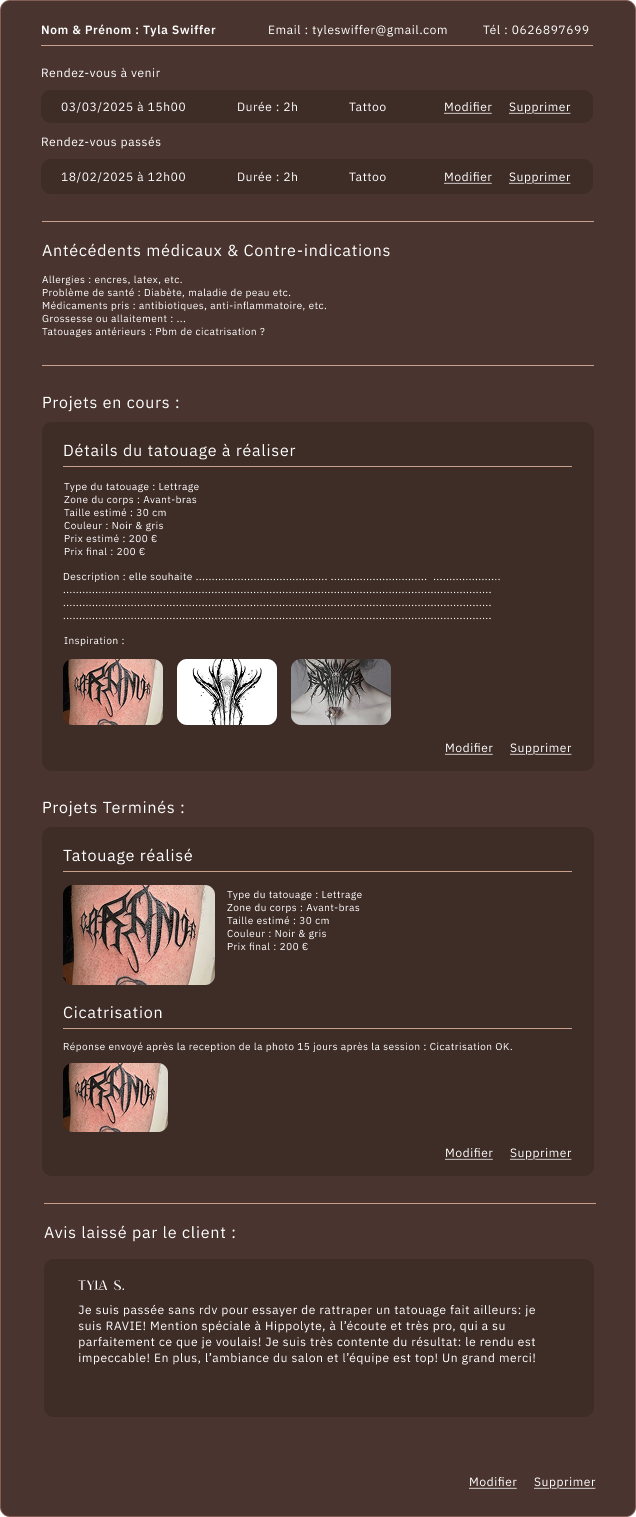 Nom & Prénom : Tyla Swiffer Email : tyleswiffer@gmail.com Tél : 0626897699
Rendez-vous à venir
03/03/2025 à 15h00 Durée : 2h Tattoo Modifier Supprimer
Rendez-vous passés
18/02/2025 à 12h00 Durée : 2h Tattoo Modifier Supprimer
Antécédents médicaux & Contre-indications
Allergies : encres, latex, etc.
Problème de santé : Diabète, maladie de peau etc.
Médicaments pris : antibiotiques, anti-inflammatoire, etc.
Grossesse ou allaitement : ...
Tatouages antérieurs : Pbm de cicatrisation ?
Projets en cours :
Détails du tatouage à réaliser
Type du tatouage : Lettrage
Zone du corps : Avant-bras
Taille estimé : 30 cm
Couleur : Noir & gris
Prix estimé : 200 €
Prix final : 200 €
Description : elle souhaite ......................................... .............................. .....................
.....................................................................................................................................
.....................................................................................................................................
.....................................................................................................................................
Inspiration :
Modifier Supprimer
Projets Terminés :
Tatouage réalisé
Type du tatouage : Lettrage
Zone du corps : Avant-bras
Taille estimé : 30 cm
Couleur : Noir & gris
Prix final : 200 €
Cicatrisation
Réponse envoyé après la reception de la photo 15 jours après la session : Cicatrisation OK.
Modifier Supprimer
Avis laissé par le client :
TYLA S.
Je suis passée sans rdv pour essayer de rattraper un tatouage fait ailleurs: je
suis RAVIE! Mention spéciale à Hippolyte, à l’écoute et très pro, qui a su
parfaitement ce que je voulais! Je suis très contente du résultat: le rendu est
impeccable! En plus, l’ambiance du salon et l’équipe est top! Un grand merci!
Modifier Supprimer